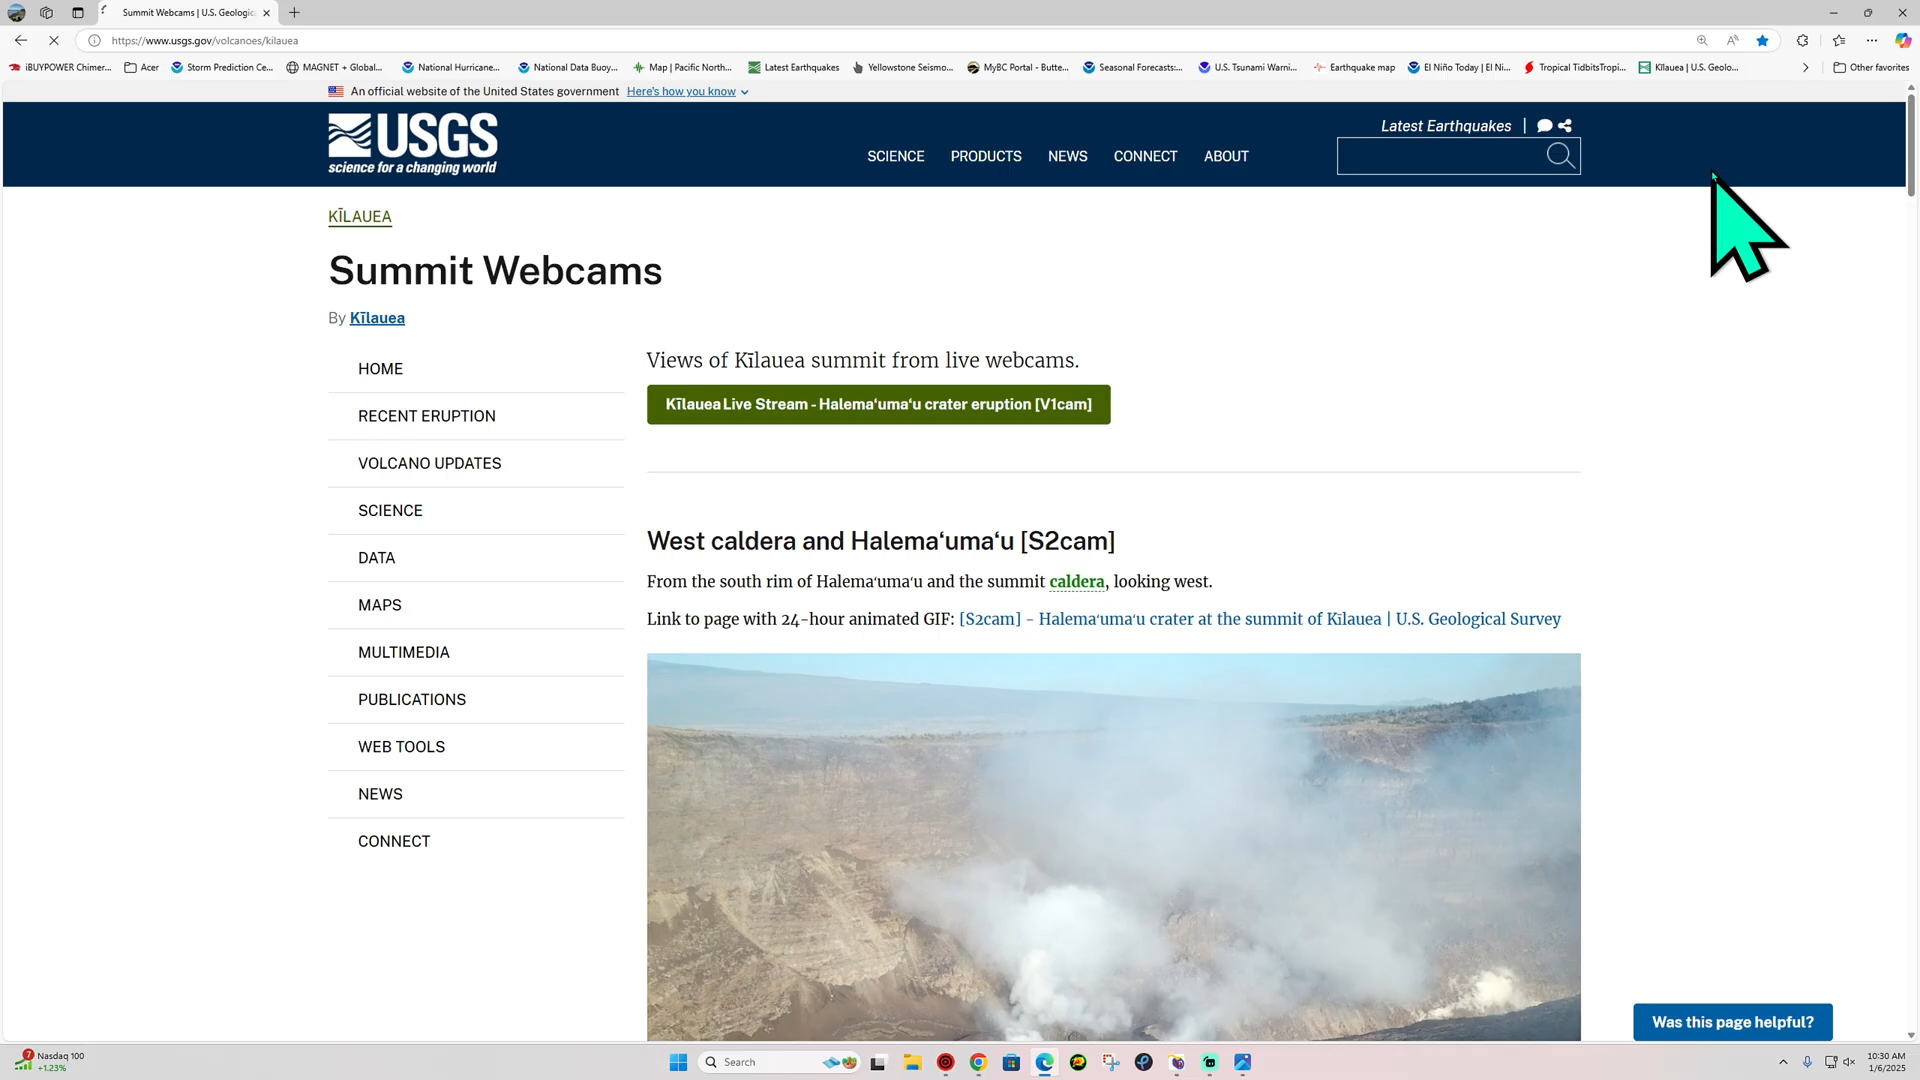 Summit Webcams | U.S. Geologic
https://www.usgs.gov/volcanoes/kilauea
iBUYPOWER Chimer...
Acer
Storm Prediction Ce...
MAGNET + Global...
National Hurricane...
National Data Buoy...
Map | Pacific North...
Latest Earthquakes
Yellowstone Seismo...
MyBC Portal - Butte...
Seasonal Forecasts:...
U.S. Tsunami Warni...
Earthquake map
El Niño Today | El Ni...
Tropical TidbitsTropi...
Kīlauea | U.S. Geolo...
Other favorites
An official website of the United States government Here's how you know
USGS
science for a changing world
SCIENCE PRODUCTS NEWS CONNECT ABOUT
Latest Earthquakes
KĪLAUEA
Summit Webcams
By Kīlauea
HOME
RECENT ERUPTION
VOLCANO UPDATES
SCIENCE
DATA
MAPS
MULTIMEDIA
PUBLICATIONS
WEB TOOLS
NEWS
CONNECT
Views of Kīlauea summit from live webcams.
Kīlauea Live Stream - Halemaʻumaʻu crater eruption [V1cam]
West caldera and Halemaʻumaʻu [S2cam]
From the south rim of Halemaʻumaʻu and the summit caldera, looking west.
Link to page with 24-hour animated GIF: [S2cam] - Halemaʻumaʻu crater at the summit of Kīlauea | U.S. Geological Survey
Was this page helpful?
7
Nasdaq 100
+1.23%
Search
10:30 AM
1/6/2025